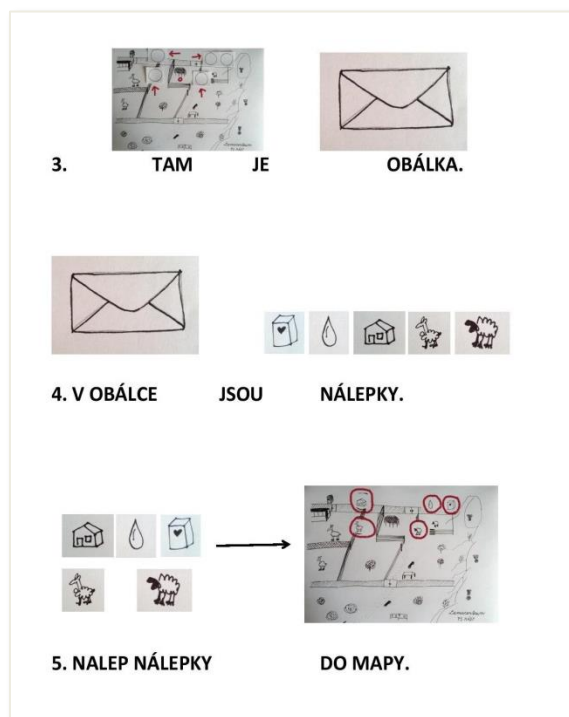 3. TAM JE OBÁLKA.
4. V OBÁLCE JSOU NÁLEPKY.
5. NALEP NÁLEPKY DO MAPY.